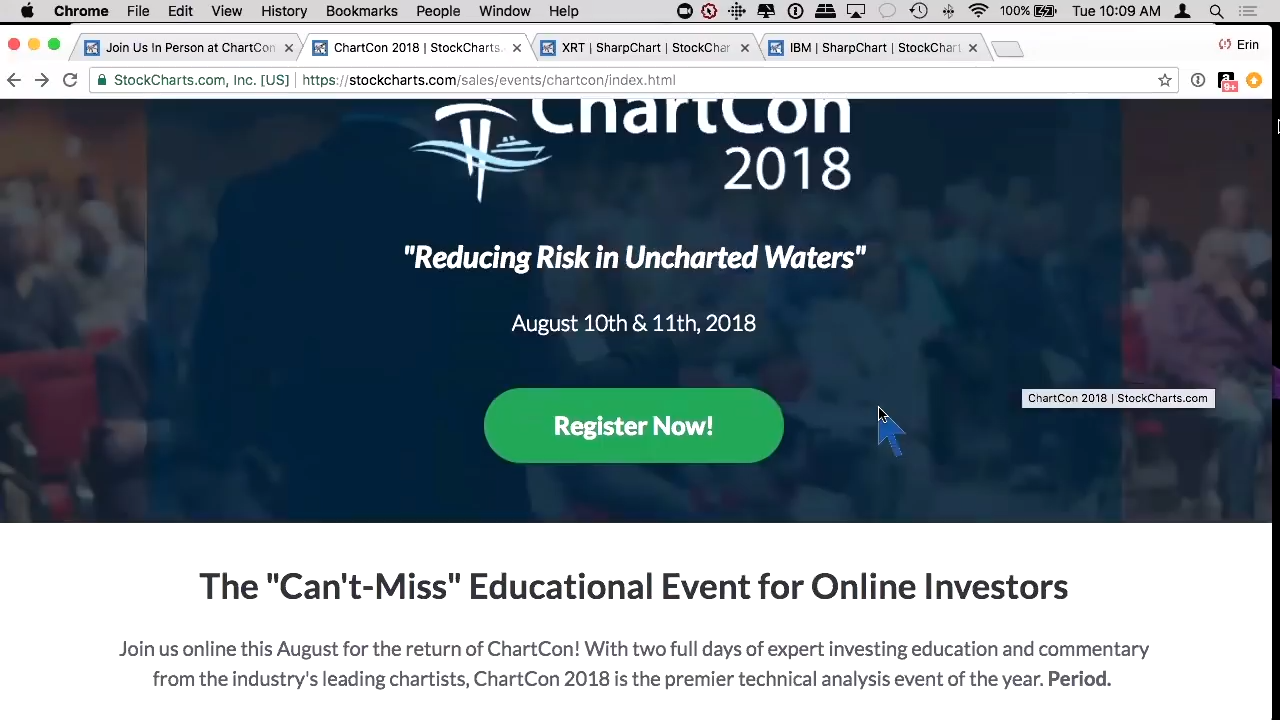 Chrome File Edit View History Bookmarks People Window Help 100% Tue 10:09 AM
Join Us In Person at ChartCon ChartCon 2018 | StockCharts. XRT | SharpChart | StockChar IBM | SharpChart | StockChart Erin
StockCharts.com, Inc. [US] https://stockcharts.com/sales/events/chartcon/index.html
9+
ChartCon
2018
"Reducing Risk in Uncharted Waters"
August 10th & 11th, 2018
ChartCon 2018 | StockCharts.com
Register Now!
The "Can't-Miss" Educational Event for Online Investors
Join us online this August for the return of ChartCon! With two full days of expert investing education and commentary
from the industry's leading chartists, ChartCon 2018 is the premier technical analysis event of the year. Period.